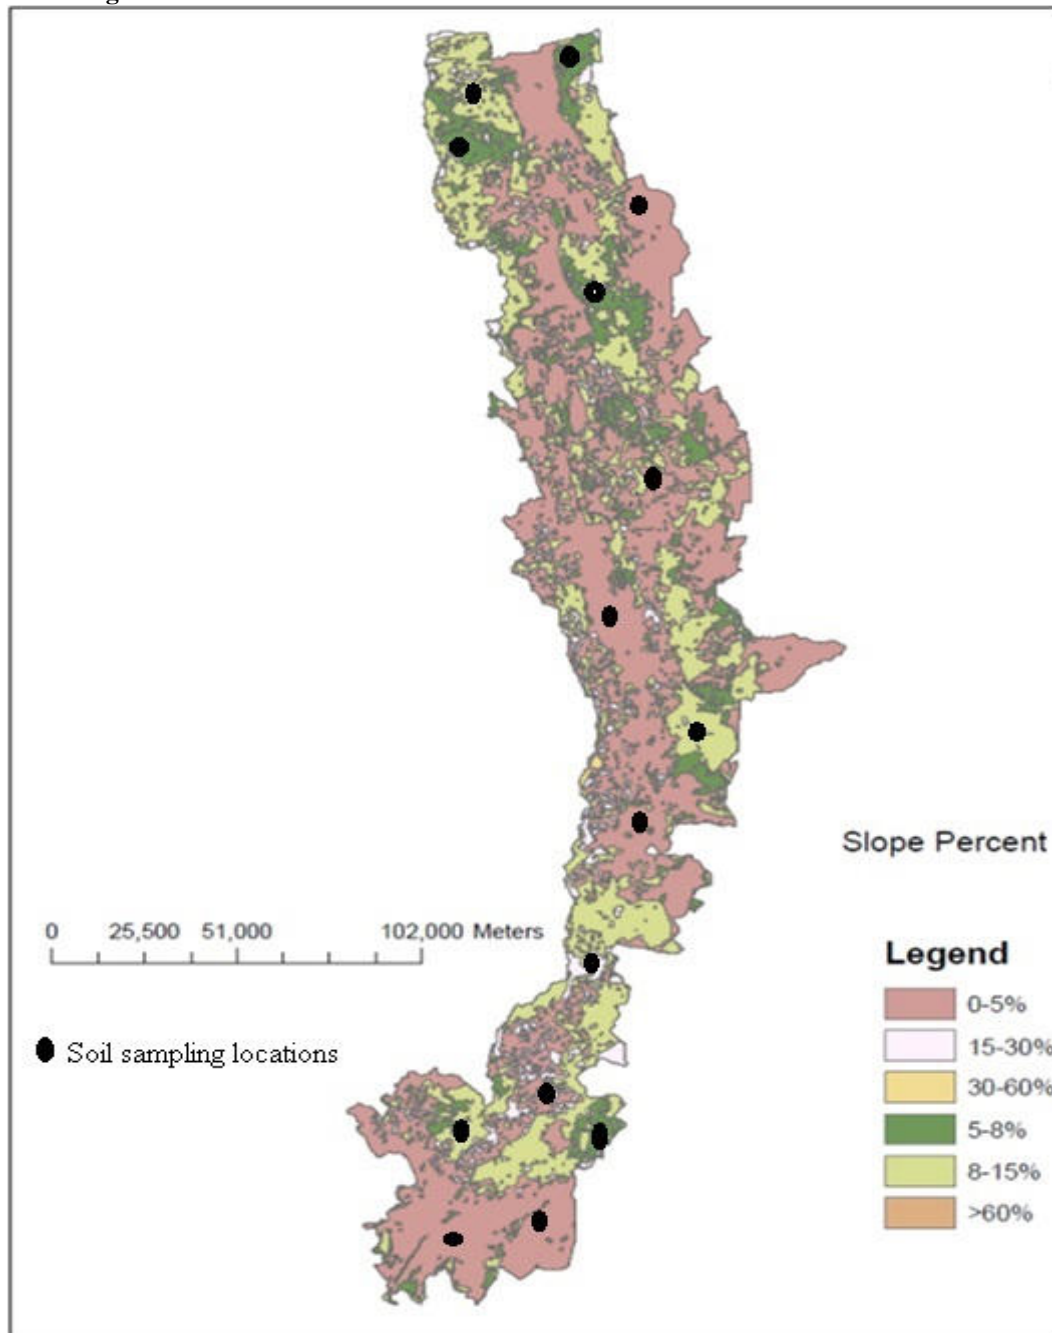 Slope Percent
0 25,500 51,000 102,000 Meters
Legend
0-5%
15-30%
30-60%
5-8%
8-15%
>60%
Soil sampling locations